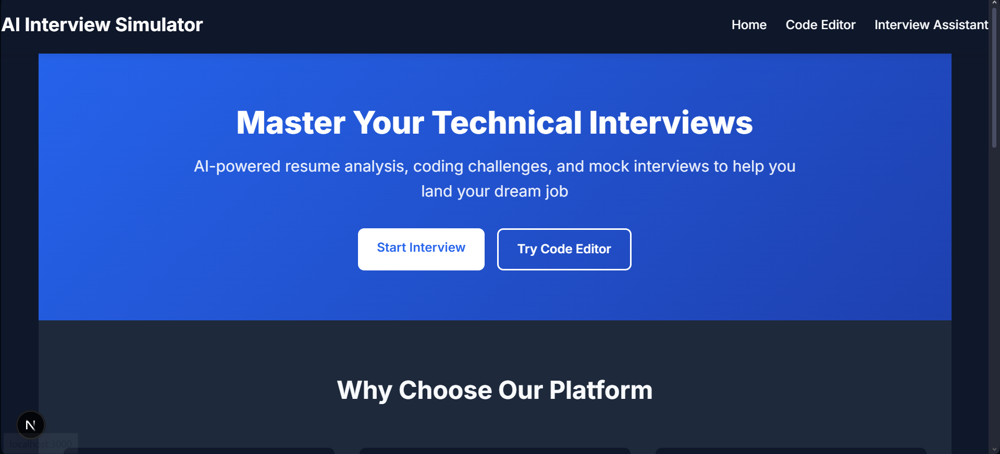 AI Interview Simulator
Home
Code Editor
Interview Assistant
Master Your Technical Interviews
AI-powered resume analysis, coding challenges, and mock interviews to help you
land your dream job
Start Interview
Try Code Editor
Why Choose Our Platform
N
localhost:3000